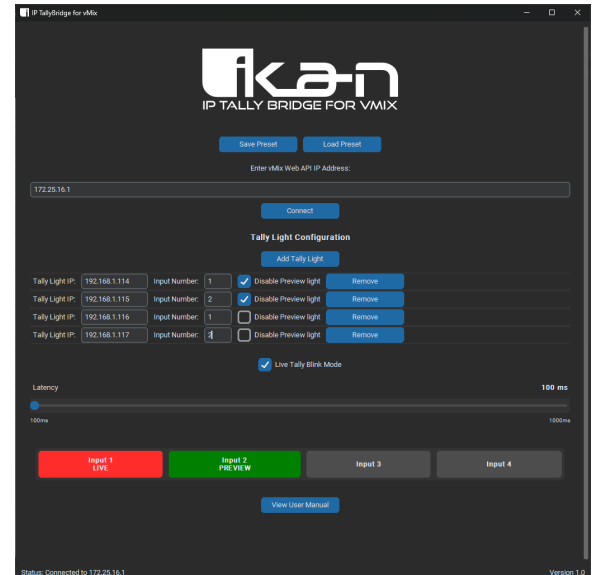 IP TallyBridge for vMix
ikan
IP TALLY BRIDGE FOR VMIX
Save Preset Load Preset
Enter vMix Web API IP Address:
172.25.16.1
Connect
Tally Light Configuration
Add Tally Light
Tally Light IP: 192.168.1.114 Input Number: 1 Disable Preview light Remove
Tally Light IP: 192.168.1.115 Input Number: 2 Disable Preview light Remove
Tally Light IP: 192.168.1.116 Input Number: 1 Disable Preview light Remove
Tally Light IP: 192.168.1.117 Input Number: 2 Disable Preview light Remove
Live Tally Blink Mode
Latency 100 ms
100ms 1000ms
Input 1 Input 2 Input 3 Input 4
LIVE PREVIEW
View User Manual
Status: Connected to 172.25.16.1 Version 1.0